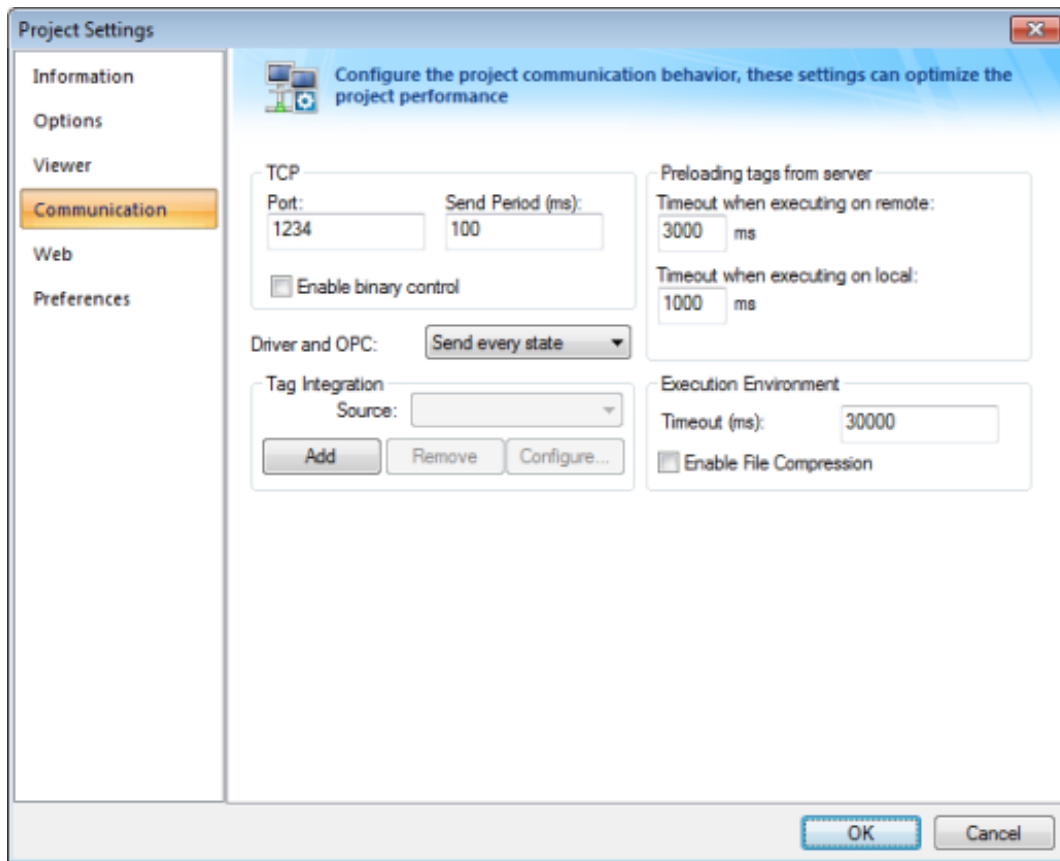 Project Settings
Information
Options
Viewer
Communication
Web
Preferences
Configure the project communication behavior, these settings can optimize the
project performance
TCP
Port:
Send Period (ms):
1234
100
Enable binary control
Driver and OPC:
Send every state
Tag Integration
Source:
Add
Remove
Configure...
Preloading tags from server
Timeout when executing on remote:
3000 ms
Timeout when executing on local:
1000 ms
Execution Environment
Timeout (ms): 30000
Enable File Compression
OK
Cancel